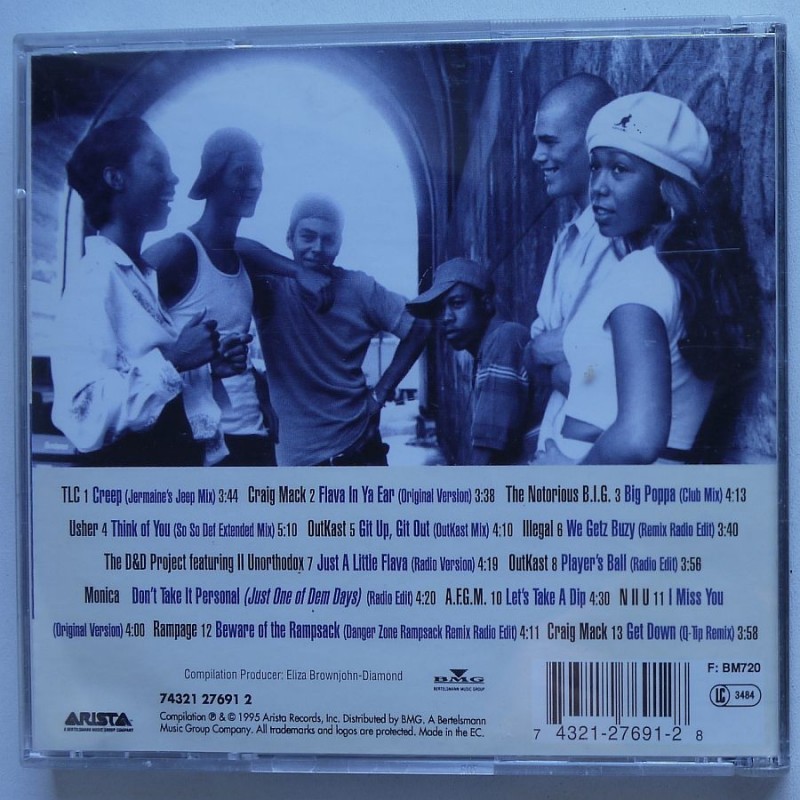 TLC 1 Creep (Jermaine's Jeep Mix) 3:44 Craig Mack 2 Flava In Ya Ear (Original Version) 3:38 The Notorious B.I.G. 3 Big Poppa (Club Mix) 4:13
Usher 4 Think of You (So So Def Extended Mix) 5:10 OutKast 5 Git Up, Git Out (OutKast Mix) 4:10 Illegal 6 We Getz Buzy (Remix Radio Edit) 3:40
The D&D Project featuring II Unorthodox 7 Just A Little Flava (Radio Version) 4:19 OutKast 8 Player's Ball (Radio Edit) 3:56
Monica Don't Take It Personal (Just One of Dem Days) (Radio Edit) 4:20 A.F.G.M. 10 Let's Take A Dip 4:30 N II U 11 I Miss You
(Original Version) 4:00 Rampage 12 Beware of the Rampsack (Danger Zone Rampsack Remix Radio Edit) 4:11 Craig Mack 13 Get Down (Q-Tip Remix) 3:58
Compilation Producer: Eliza Brownjohn-Diamond
BMG
BERTELSMANN MUSIC GROUP
F: BM720
LC 3484
74321 27691 2
ARISTA
A BERTELSMANN MUSIC GROUP COMPANY
Compilation ℗ & © 1995 Arista Records, Inc. Distributed by BMG. A Bertelsmann
Music Group Company. All trademarks and logos are protected. Made in the EC.
7 4321-27691-2 8